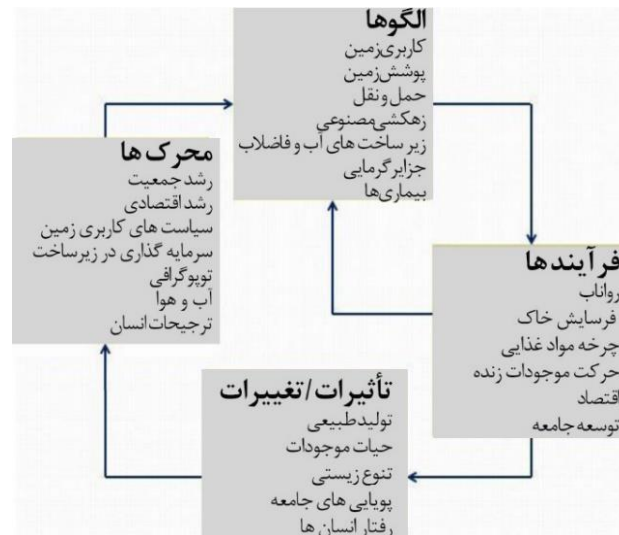 الگوها
کاربری‌زمین
پوشش‌زمین
حمل و نقل
زهکشی‌مصنوعی
زیر ساخت های آب و فاضلاب
جزایر گرمایی
بیماری‌ها
محرک ها
رشد جمعیت
رشد اقتصادی
سیاست های کاربری زمین
سرمایه گذاری در زیرساخت
توپوگرافی
آب و هوا
ترجیحات انسان
فرآیندها
رواناب
فرسایش خاک
چرخه مواد غذایی
حرکت موجودات زنده
اقتصاد
توسعه جامعه
تأثیرات/تغییرات
تولید طبیعی
حیات موجودات
تنوع زیستی
پویایی های جامعه
رفتار انسان ها